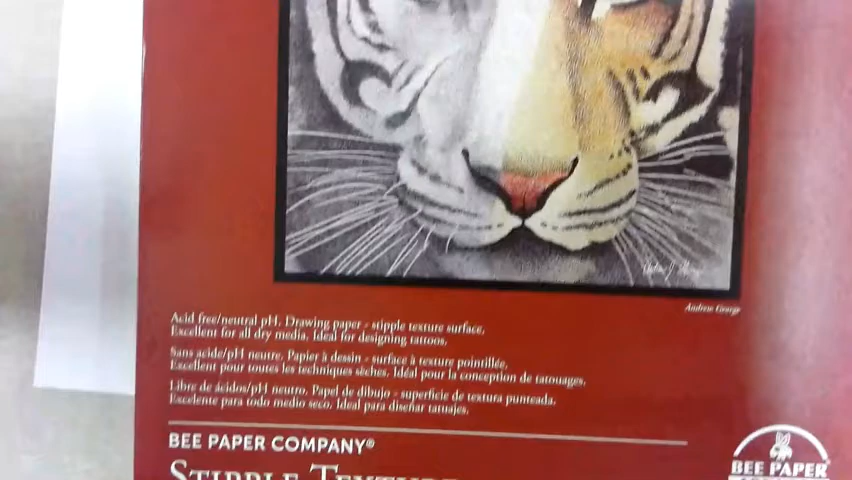 Andrew George
Acid free/neutral pH. Drawing paper - stipple texture surface.
Excellent for all dry media. Ideal for designing tattoos.
Sans acide/pH neutre. Papier à dessin - surface à texture pointillée.
Excellent pour toutes les techniques sèches. Idéal pour la conception de tatouages.
Libre de ácidos/pH neutro. Papel de dibujo - superficie de textura punteada.
Excelente para todo medio seco. Ideal para diseñar tatuajes.
BEE PAPER COMPANY®
STIPPLE TEXTURE
BEE PAPER